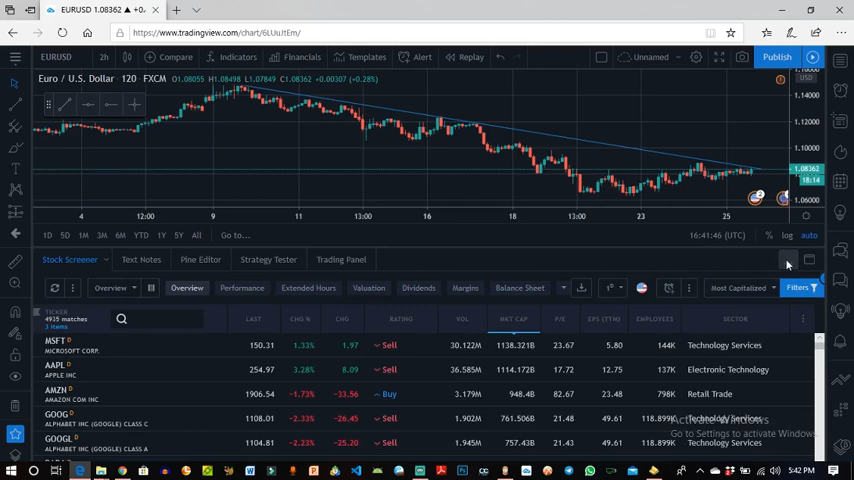 EURUSD 1.08362 ▲ +0.
https://www.tradingview.com/chart/6LUuJtEm/
EURUSD 2h Compare Indicators Financials Templates Alert Replay Unnamed Publish
Euro / U.S. Dollar 120 FXCM O1.08055 H1.08498 L1.07849 C1.08362 +0.00307 (+0.28%)
USD
1.14000
1.12000
1.10000
1.08362
18:14
1.06000
4 12:00 9 11 13:00 16 18 13:00 23 25
1D 5D 1M 3M 6M YTD 1Y 5Y All Go to... 16:41:46 (UTC) % log auto
Stock Screener Text Notes Pine Editor Strategy Tester Trading Panel
Overview Overview Performance Extended Hours Valuation Dividends Margins Balance Sheet 1D Most Capitalized Filters
TICKER LAST CHG % CHG RATING VOL MKT CAP P/E EPS (TTM) EMPLOYEES SECTOR
4935 matches
3 items
MSFT D 150.31 1.33% 1.97 Sell 30.122M 1138.321B 23.67 5.80 144K Technology Services
MICROSOFT CORP.
AAPL D 254.97 3.28% 8.09 Sell 36.585M 1114.172B 17.72 12.75 137K Electronic Technology
APPLE INC
AMZN D 1906.54 −1.73% −33.56 Buy 3.179M 948.4B 82.67 23.48 798K Retail Trade
AMAZON COM INC
GOOG D 1108.01 −2.33% −26.45 Sell 1.902M 761.506B 21.48 49.61 118.899K Technology Services
ALPHABET INC (GOOGLE) CLASS C
GOOGL D 1104.81 −2.23% −25.20 Sell 1.945M 757.43B 21.43 49.61 118.899K Technology Services
ALPHABET INC (GOOGLE) CLASS A
Activate Windows
Go to Settings to activate Windows.
5:42 PM